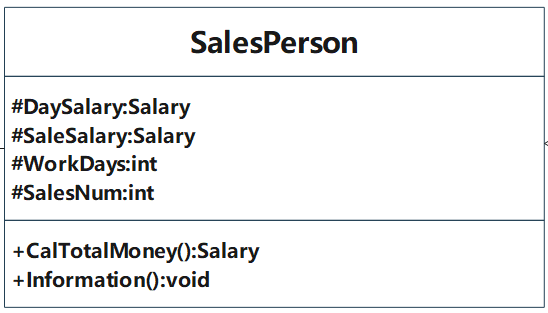 SalesPerson
#DaySalary:Salary
#SaleSalary:Salary
#WorkDays:int
#SalesNum:int
+CalTotalMoney():Salary
+Information():void